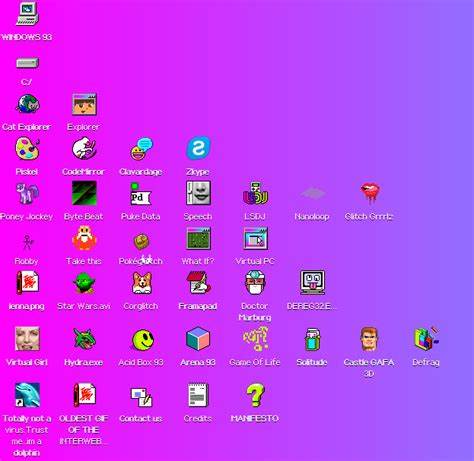 WINDOWS 93
C:/
Cat Explorer Explorer
Piskel CodeMirror Clavardage Zkype
Poney Jockey Byte Beat Pd Puke Data Speech LSDJ Nanoloop Glitch Grrrlz
Robby Take this What If? Virtual PC
lenna.png Star Wars.avi Corglitch Framapad Doctor Marburg DEREG32.E...
Virtual Girl Hydra.exe Acid Box 93 Arena 93 Game Of Life Solitude Castle GAFA 3D Defrag
Totally not a virus.Trust me...im a dolphin OLDEST GIF OF THE INTERWEB... Contact us Credits MANIFESTO